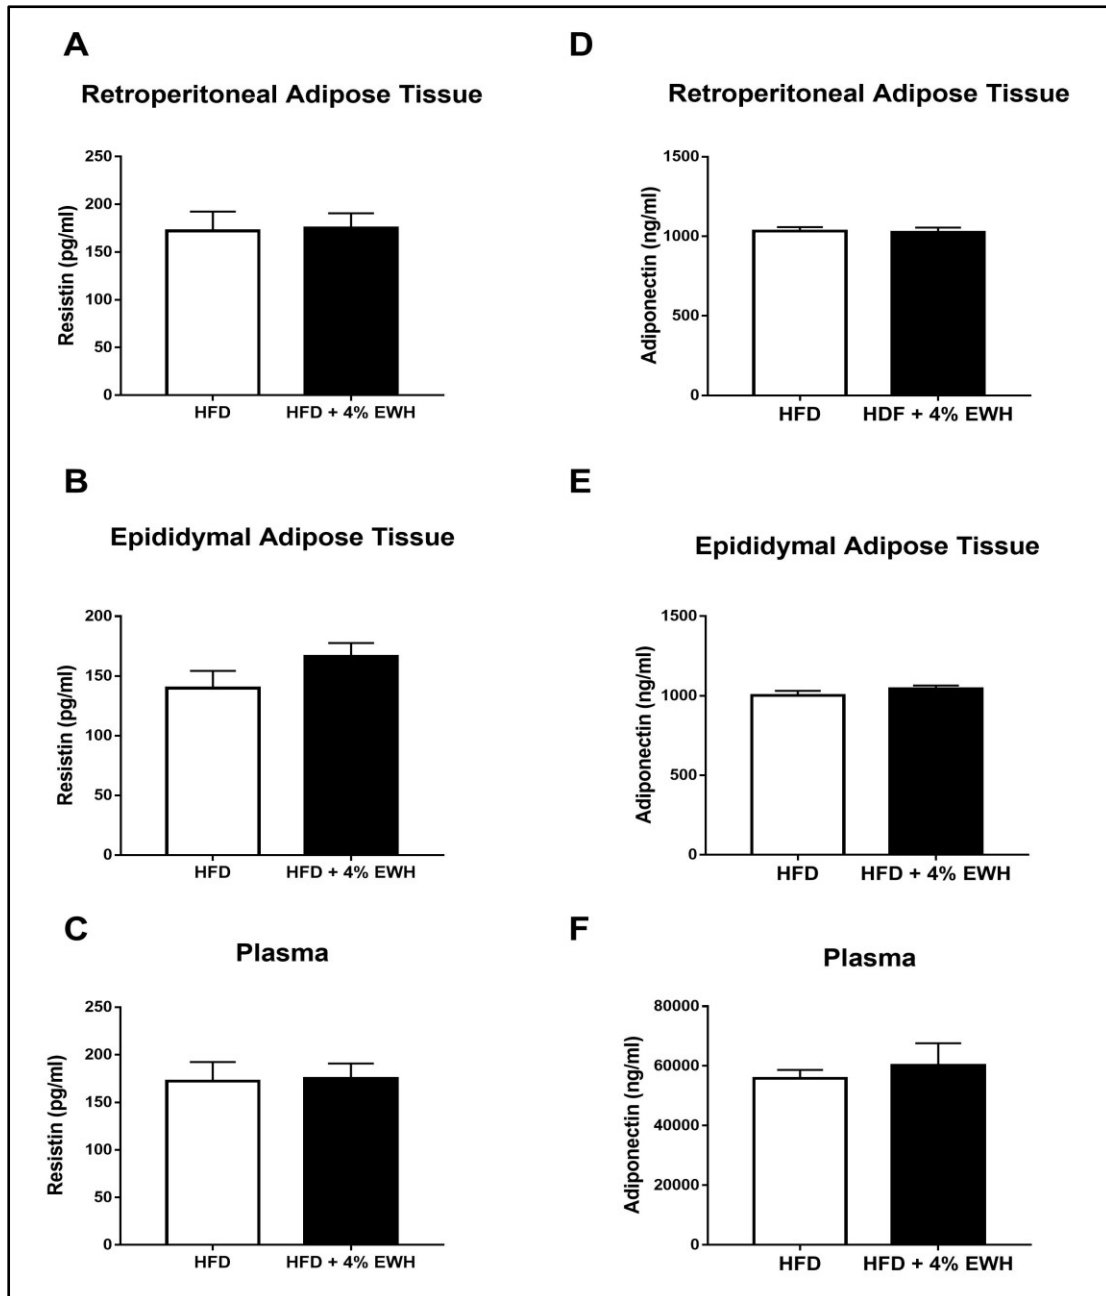 A
Retroperitoneal Adipose Tissue
Resistin (pg/ml)
250
200
150
100
50
0
HFD
HFD + 4% EWH
D
Retroperitoneal Adipose Tissue
Adiponectin (ng/ml)
1500
1000
500
0
HFD
HDF + 4% EWH
B
Epididymal Adipose Tissue
Resistin (pg/ml)
200
150
100
50
0
HFD
HFD + 4% EWH
E
Epididymal Adipose Tissue
Adiponectin (ng/ml)
1500
1000
500
0
HFD
HFD + 4% EWH
C
Plasma
Resistin (pg/ml)
250
200
150
100
50
0
HFD
HFD + 4% EWH
F
Plasma
Adiponectin (ng/ml)
80000
60000
40000
20000
0
HFD
HFD + 4% EWH